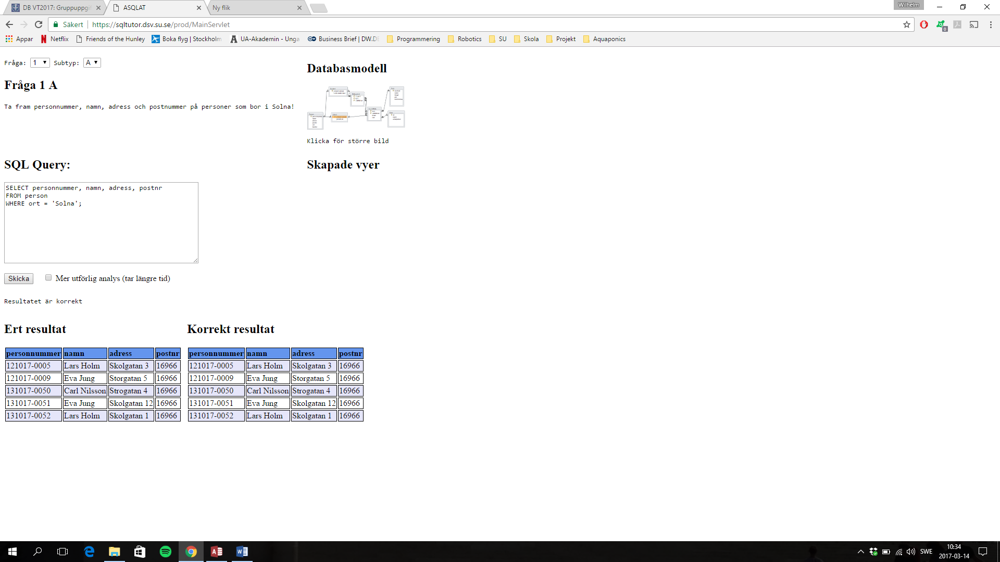 DB VT2017: Gruppuppgi
ASQLAT
Ny flik
Wilhelm
Säkert
https://sqltutor.dsv.su.se/prod/MainServlet
0
Appar
Netflix
Friends of the Hunley
Boka flyg | Stockholm
UA-Akademin - Unga
Business Brief | DW.DE
Programmering
Robotics
SU
Skola
Projekt
Aquaponics
Fråga: 1 Subtyp: A
Fråga 1 A
Ta fram personnummer, namn, adress och postnummer på personer som bor i Solna!
Databasmodell
Klicka för större bild
SQL Query:
Skapade vyer
SELECT personnummer, namn, adress, postnr
FROM person
WHERE ort = 'Solna';
Skicka
Mer utförlig analys (tar längre tid)
Resultatet är korrekt
Ert resultat
personnummer namn adress postnr
121017-0005 Lars Holm Skolgatan 3 16966
121017-0009 Eva Jung Storgatan 5 16966
131017-0050 Carl Nilsson Strogatan 4 16966
131017-0051 Eva Jung Skolgatan 12 16966
131017-0052 Lars Holm Skolgatan 1 16966
Korrekt resultat
personnummer namn adress postnr
121017-0005 Lars Holm Skolgatan 3 16966
121017-0009 Eva Jung Storgatan 5 16966
131017-0050 Carl Nilsson Strogatan 4 16966
131017-0051 Eva Jung Skolgatan 12 16966
131017-0052 Lars Holm Skolgatan 1 16966
SWE
10:34
2017-03-14